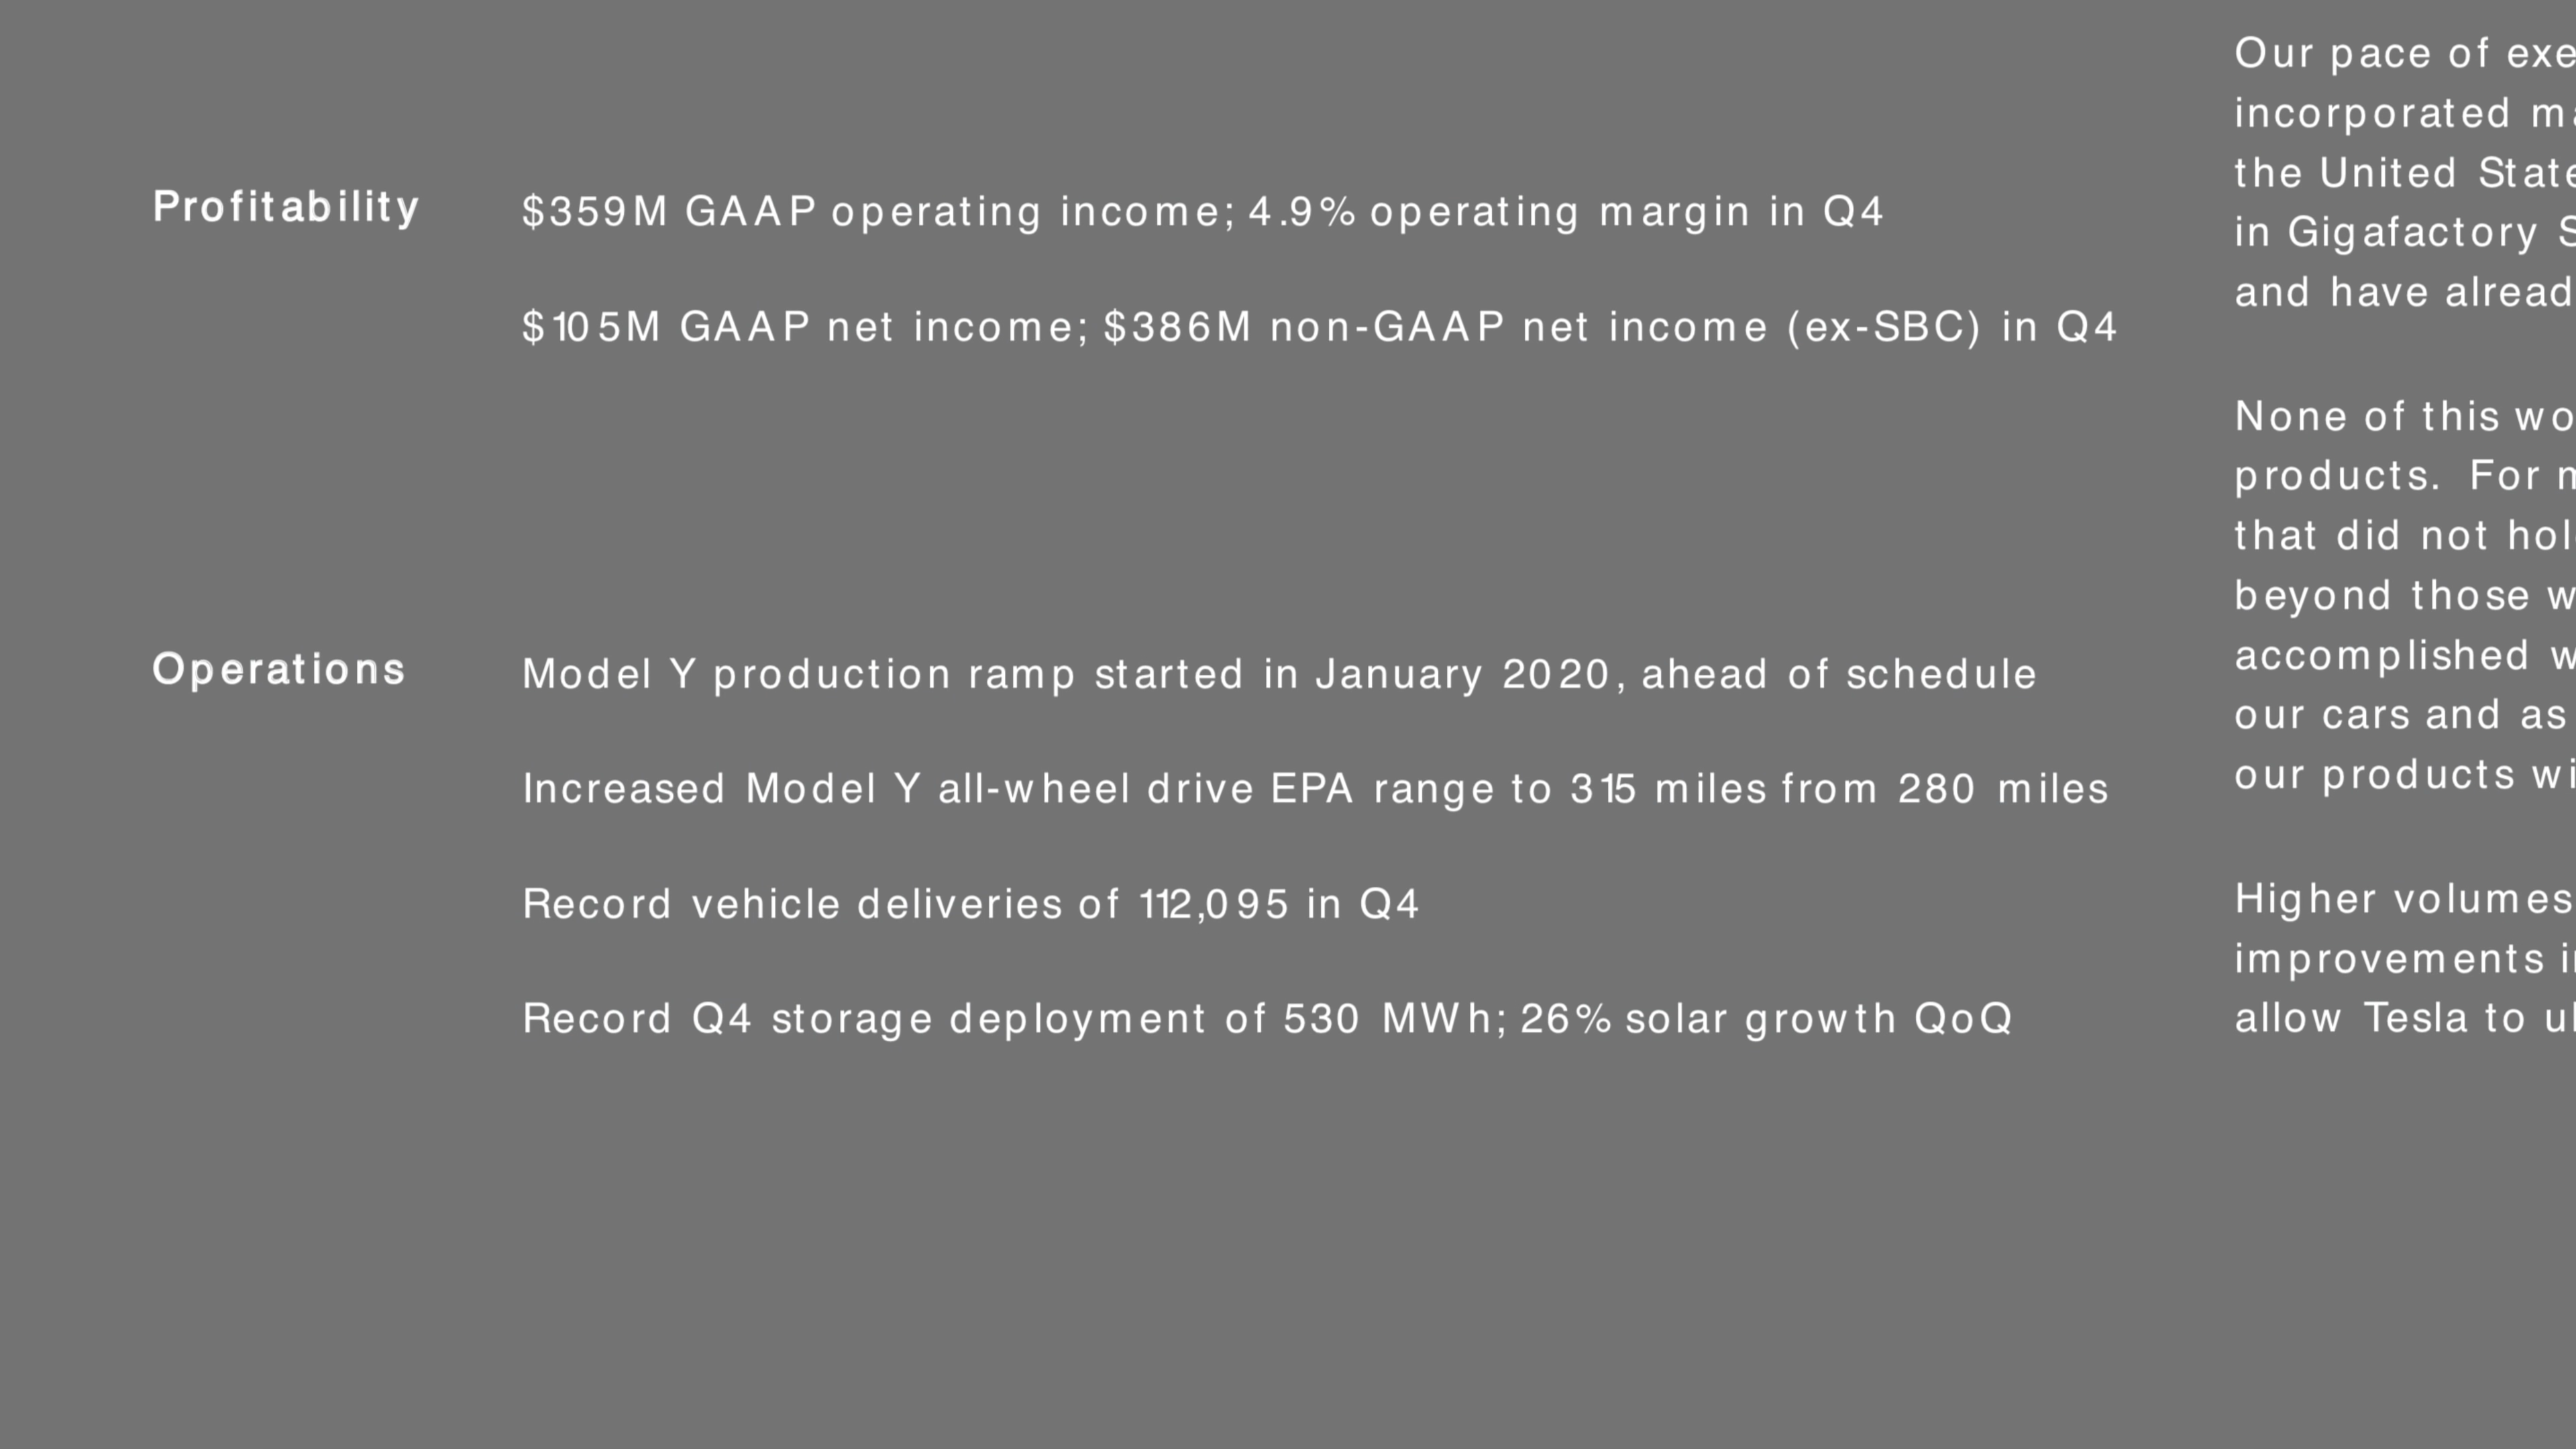 Profitability
$359M GAAP operating income; 4.9% operating margin in Q4
$105M GAAP net income; $386M non-GAAP net income (ex-SBC) in Q4
Operations
Model Y production ramp started in January 2020, ahead of schedule
Increased Model Y all-wheel drive EPA range to 315 miles from 280 miles
Record vehicle deliveries of 112,095 in Q4
Record Q4 storage deployment of 530 MWh; 26% solar growth QoQ
Our pace of
incorporated
the United
in Gigafactory
and have
None of this
products. For
that did not
beyond those
accomplished
our cars and as
our products
Higher volumes
improvements
allow Tesla to